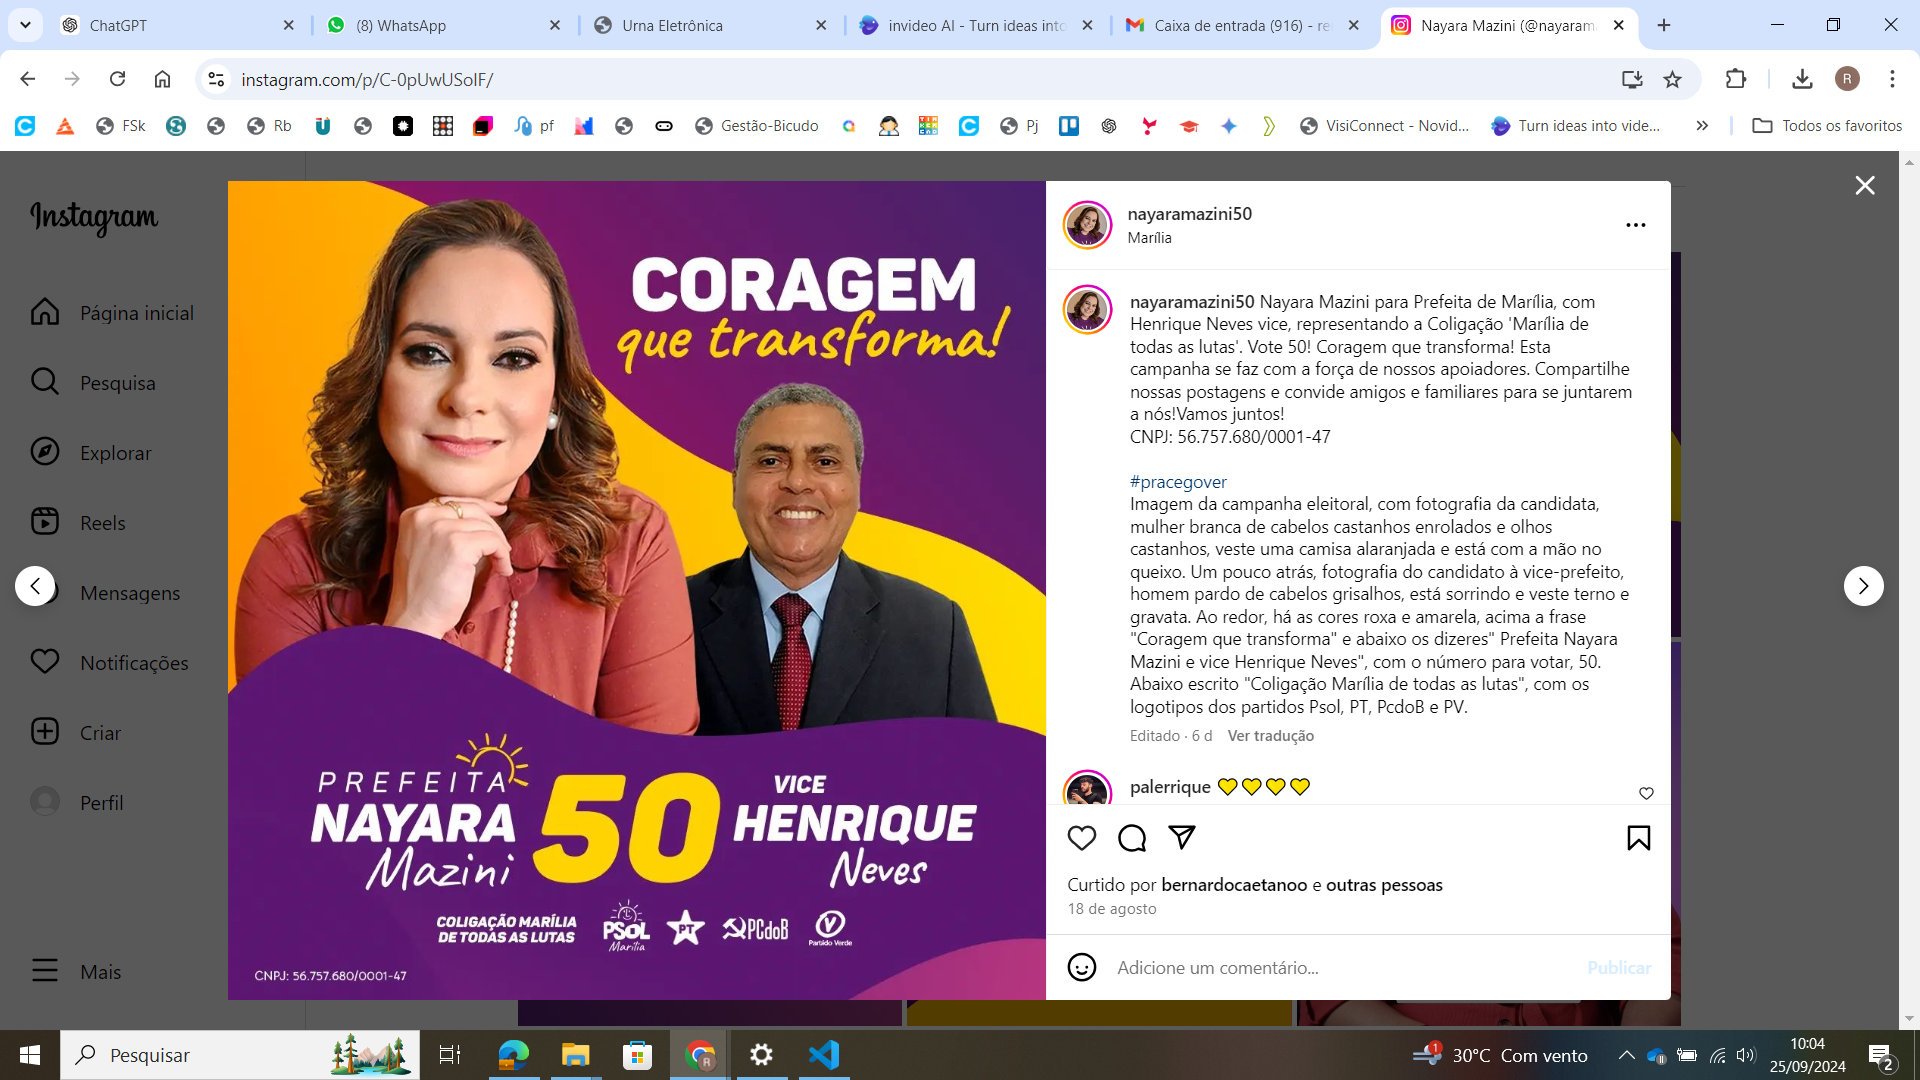 ChatGPT
(8) WhatsApp
Urna Eletrônica
invideo AI - Turn ideas into
Caixa de entrada (916) - re
Nayara Mazini (@nayarama
instagram.com/p/C-0pUwUSoIF/
R
FSk
Rb
pf
Gestão-Bicudo
Pj
VisiConnect - Novid...
Turn ideas into vide...
Todos os favoritos
Instagram
Página inicial
Pesquisa
Explorar
Reels
Mensagens
Notificações
Criar
Perfil
Mais
CORAGEM
que transforma!
PREFEITA
NAYARA
Mazini
50
VICE
HENRIQUE
Neves
COLIGAÇÃO MARÍLIA
DE TODAS AS LUTAS
PSOL
Marília
PT
PCdoB
Partido Verde
CNPJ: 56.757.680/0001-47
nayaramazini50
Marília
nayaramazini50 Nayara Mazini para Prefeita de Marília, com
Henrique Neves vice, representando a Coligação 'Marília de
todas as lutas'. Vote 50! Coragem que transforma! Esta
campanha se faz com a força de nossos apoiadores. Compartilhe
nossas postagens e convide amigos e familiares para se juntarem
a nós!Vamos juntos!
CNPJ: 56.757.680/0001-47
#pracegover
Imagem da campanha eleitoral, com fotografia da candidata,
mulher branca de cabelos castanhos enrolados e olhos
castanhos, veste uma camisa alaranjada e está com a mão no
queixo. Um pouco atrás, fotografia do candidato à vice-prefeito,
homem pardo de cabelos grisalhos, está sorrindo e veste terno e
gravata. Ao redor, há as cores roxa e amarela, acima a frase
"Coragem que transforma" e abaixo os dizeres" Prefeita Nayara
Mazini e vice Henrique Neves", com o número para votar, 50.
Abaixo escrito "Coligação Marília de todas as lutas", com os
logotipos dos partidos Psol, PT, PcdoB e PV.
Editado · 6 d Ver tradução
palerrique 💛💛💛💛
Curtido por bernardocaetanoo e outras pessoas
18 de agosto
Adicione um comentário...
Publicar
Pesquisar
1
30°C Com vento
10:04
25/09/2024
2